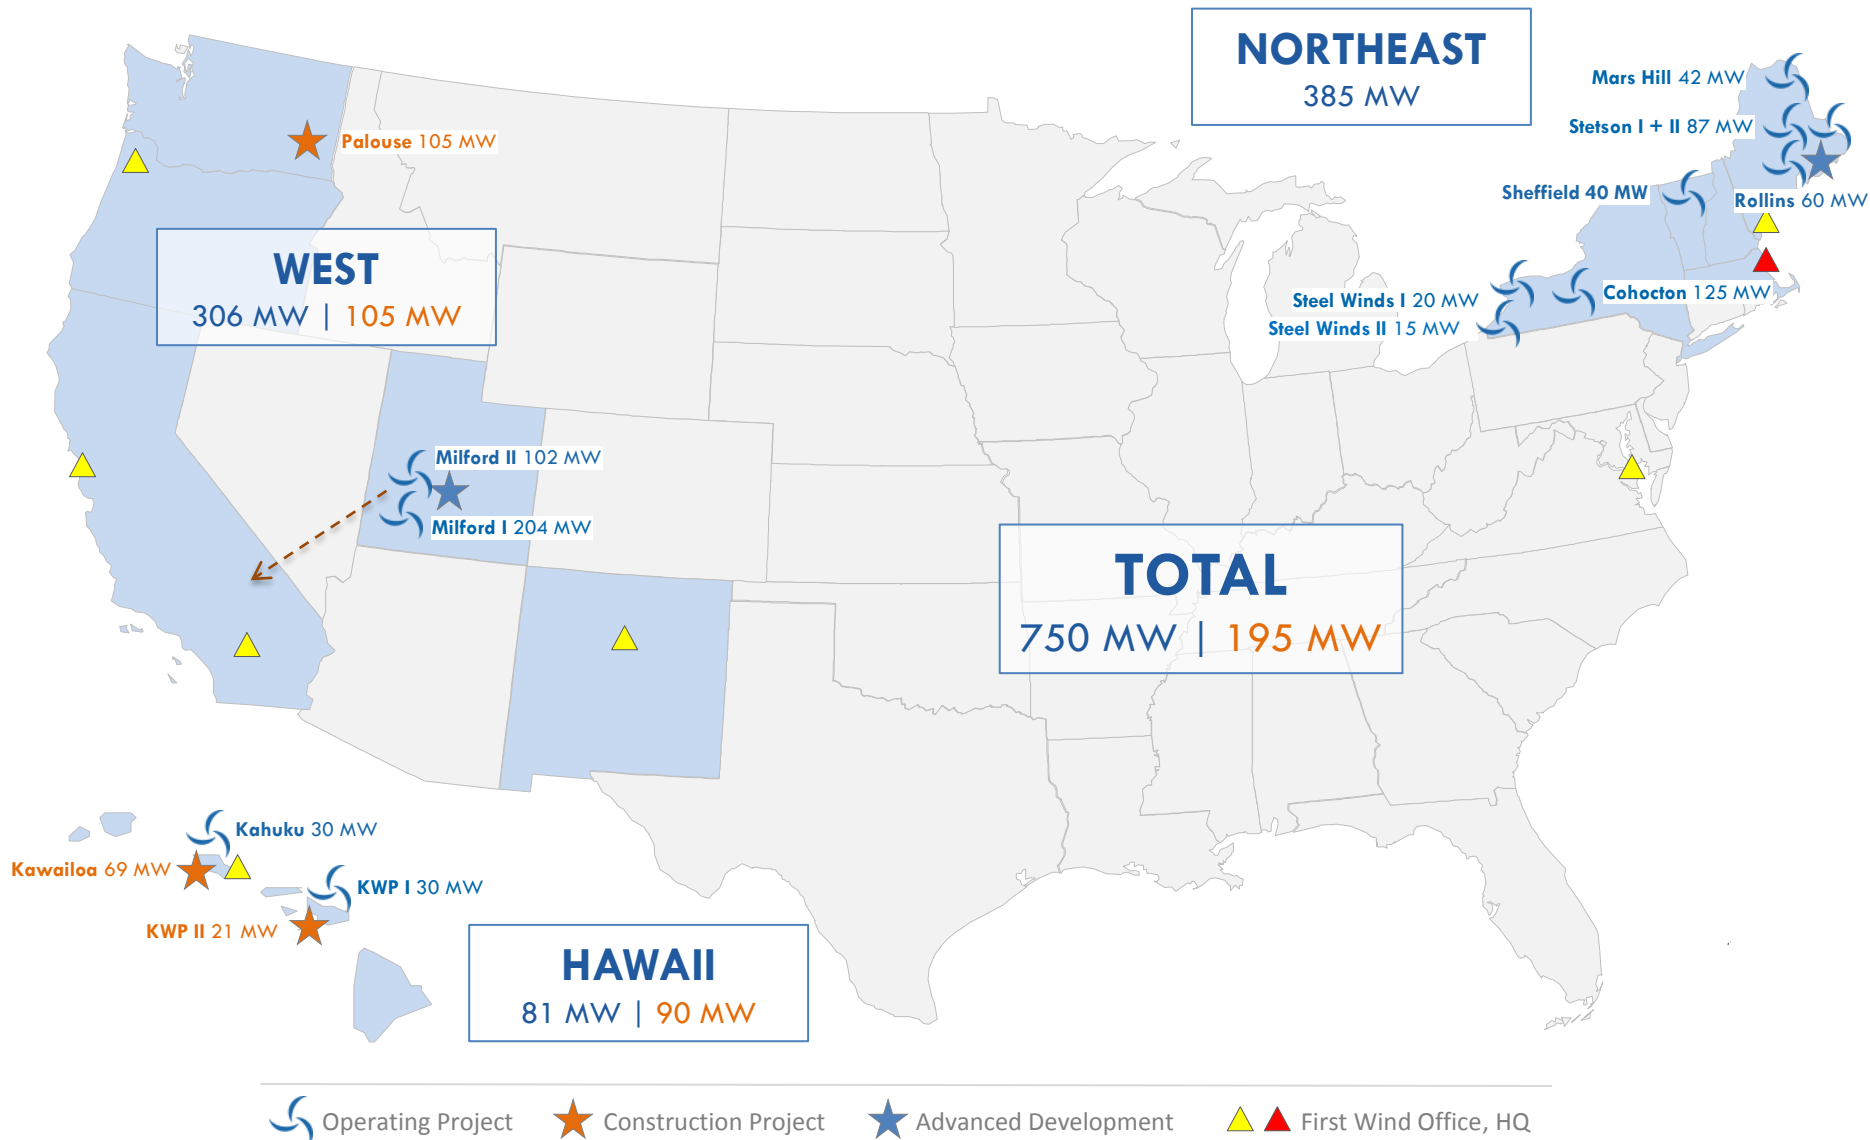 NORTHEAST
385 MW
Mars Hill 42 MW
Stetson I + II 87 MW
Palouse 105 MW
Sheffield 40 MW
Rollins 60 MW
WEST
306 MW | 105 MW
Steel Winds I 20 MW
Cohocton 125 MW
Steel Winds II 15 MW
Milford II 102 MW
Milford I 204 MW
TOTAL
750 MW | 195 MW
Kahuku 30 MW
Kawailoa 69 MW
KWP I 30 MW
KWP II 21 MW
HAWAII
81 MW | 90 MW
Operating Project
Construction Project
Advanced Development
First Wind Office, HQ